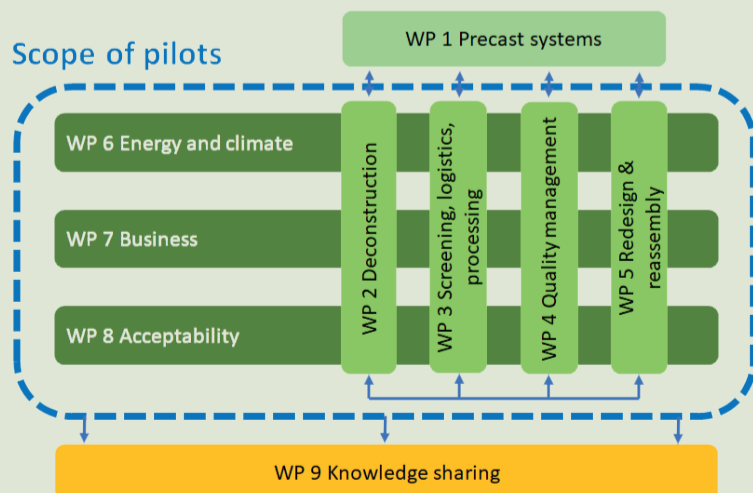 WP 1 Precast systems
Scope of pilots
WP 6 Energy and climate
WP 7 Business
WP 8 Acceptability
WP 2 Deconstruction
WP 3 Screening, logistics,
processing
WP 4 Quality management
WP 5 Redesign &
reassembly
WP 9 Knowledge sharing